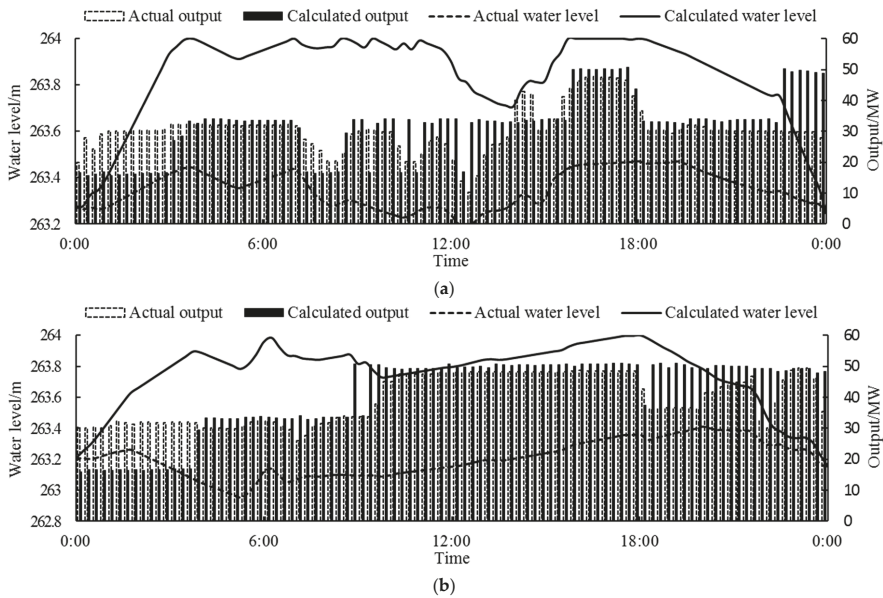 Actual output Calculated output Actual water level Calculated water level
264 60
263.8 50
40
263.6 30
263.4 20
10
263.2 0
Water level/m
Output/MW
0:00 6:00 12:00 18:00 0:00
Time
(a)
Actual output Calculated output Actual water level Calculated water level
264 60
263.8 50
263.6 40
263.4 30
263.2 20
263 10
262.8 0
Water level/m
Output/MW
0:00 6:00 12:00 18:00 0:00
Time
(b)